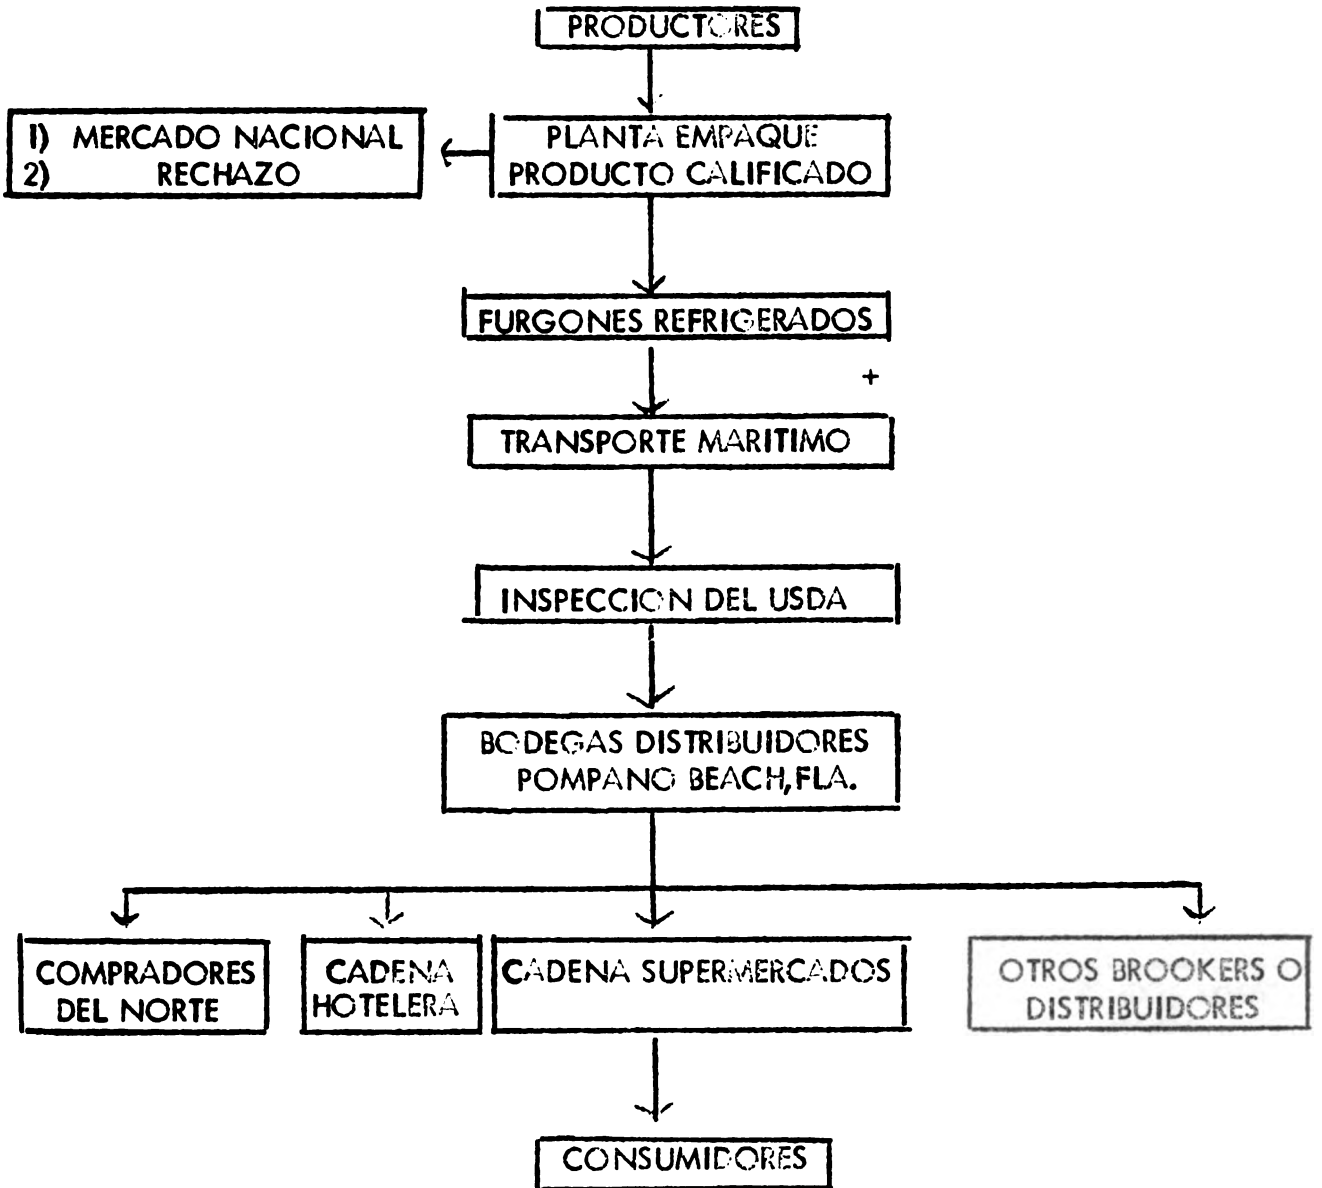 PRODUCTORES
1) MERCADO NACIONAL
2) RECHAZO
PLANTA EMPAQUE
PRODUCTO CALIFICADO
FURGONES REFRIGERADOS
+
TRANSPORTE MARITIMO
INSPECCION DEL USDA
BODEGAS DISTRIBUIDORES
POMPANO BEACH, FLA.
COMPRADORES
DEL NORTE
CADENA
HOTELERA
CADENA SUPERMERCADOS
OTROS BROOKERS O
DISTRIBUIDORES
CONSUMIDORES